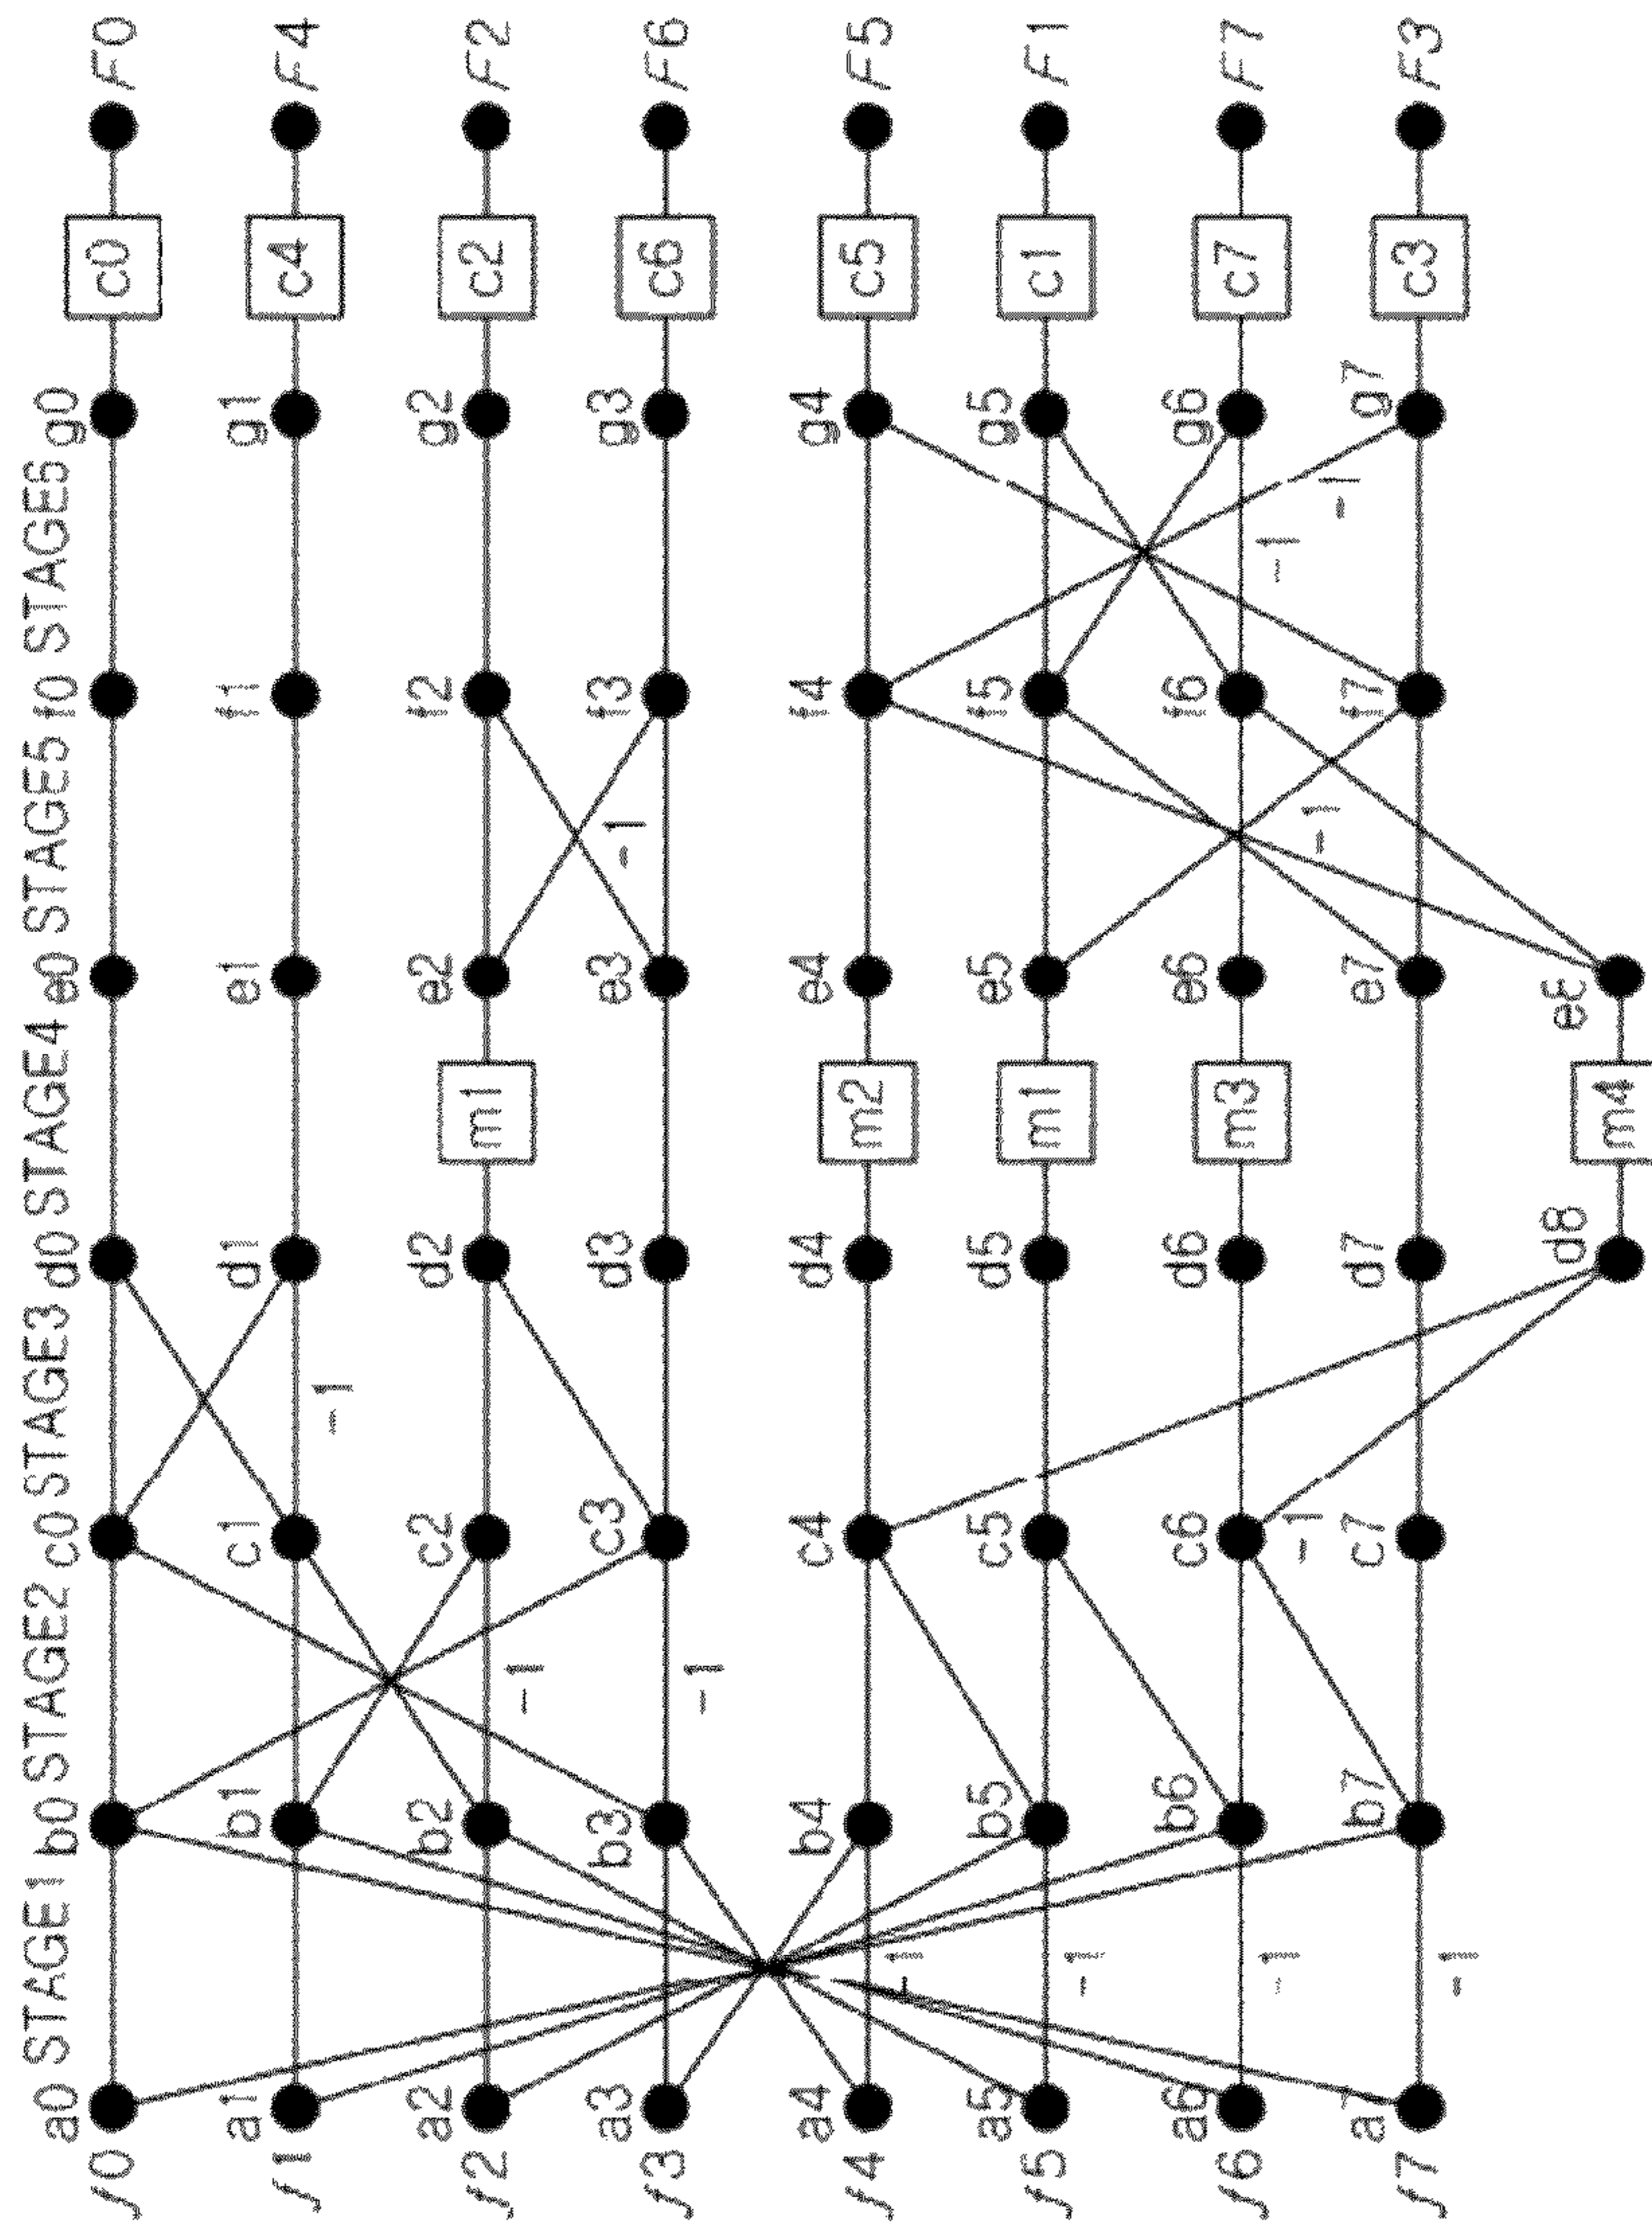 a0 STAGE1 b0 STAGE2 c0 STAGE3 d0 STAGE4 e0 STAGE5 f0 STAGE6 g0
f0 c0 F0
a1 b1 c1 d1 e1 f1 g1
f1 -1 c4 F4
a2 b2 c2 d2 e2 f2 g2
f2 -1 m1 c2 F2
a3 b3 c3 d3 e3 f3 g3
f3 -1 -1 c6 F6
a4 b4 c4 d4 e4 f4 g4
f4 -1 m2 c5 F5
a5 b5 c5 d5 e5 f5 g5
f5 -1 m1 c1 F1
a6 b6 c6 d6 e6 f6 g6
f6 -1 -1 m3 -1 c7 F7
a7 b7 c7 d7 e7 f7 g7
f7 -1 -1 -1 c3 F3
d8 m4